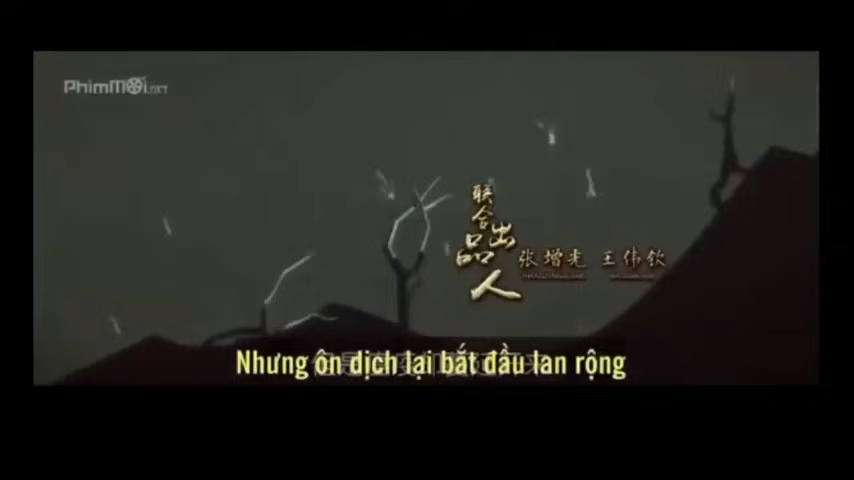 PhimMoi.net
联合
出品人
张增光 王伟钦
Nhưng ôn dịch lại bắt đầu lan rộng